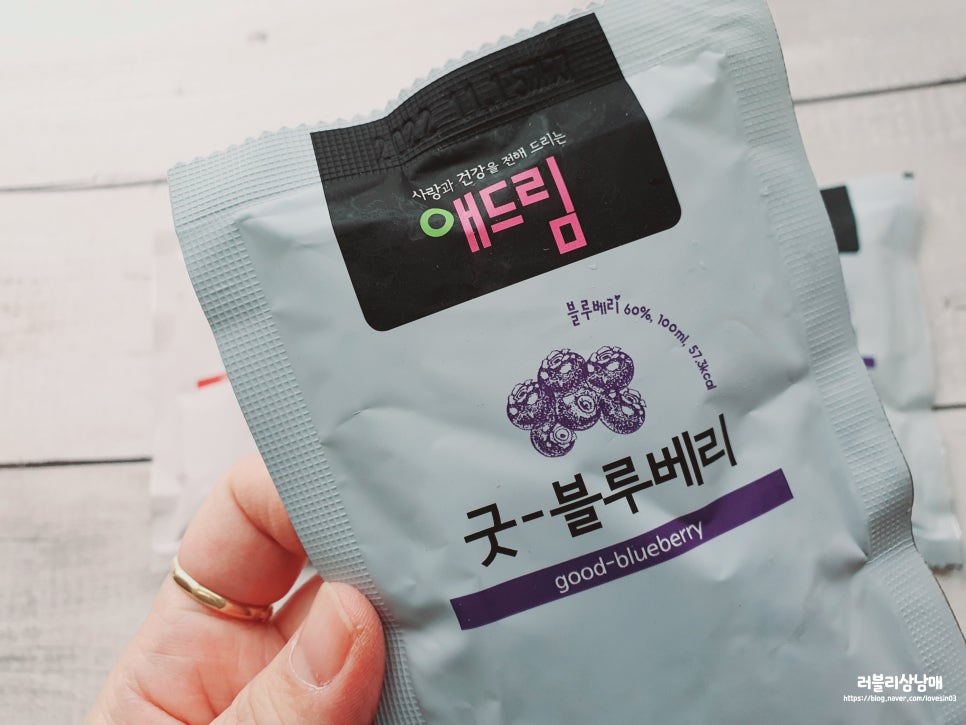 사랑과 건강을 전해 드리는
애드림
블루베리 60%, 100ml, 57.3kcal
굿-블루베리
good-blueberry
러블리삼남매
https://blog.naver.com/lovesin03